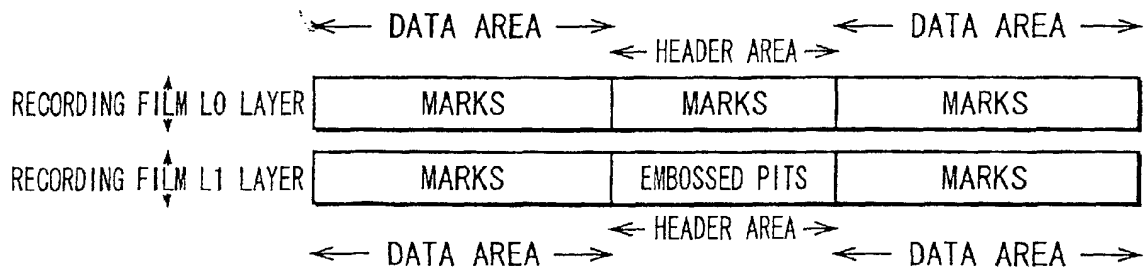 DATA AREA DATA AREA
HEADER AREA
RECORDING FILM L0 LAYER MARKS MARKS MARKS
RECORDING FILM L1 LAYER MARKS EMBOSSED PITS MARKS
HEADER AREA
DATA AREA DATA AREA